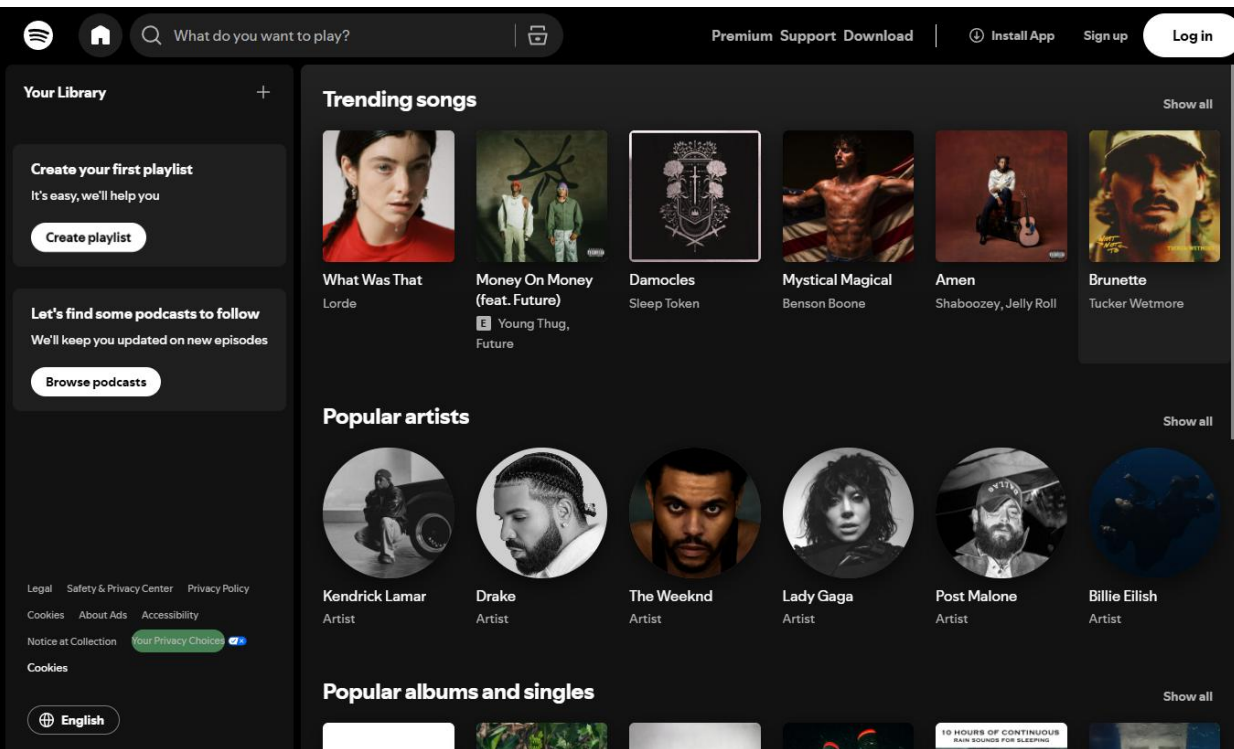 What do you want to play?
Premium Support Download
Install App
Sign up
Log in
Your Library
Create your first playlist
It's easy, we'll help you
Create playlist
Let's find some podcasts to follow
We'll keep you updated on new episodes
Browse podcasts
Legal Safety & Privacy Center Privacy Policy
Cookies About Ads Accessibility
Notice at Collection Your Privacy Choices
Cookies
English
Trending songs
Show all
What Was That
Lorde
Money On Money
(feat. Future)
E Young Thug,
Future
Damocles
Sleep Token
Mystical Magical
Benson Boone
Amen
Shaboozey, Jelly Roll
Brunette
Tucker Wetmore
Popular artists
Show all
Kendrick Lamar
Artist
Drake
Artist
The Weeknd
Artist
Lady Gaga
Artist
Post Malone
Artist
Billie Eilish
Artist
Popular albums and singles
Show all
10 HOURS OF CONTINUOUS
RAIN SOUNDS FOR SLEEPING